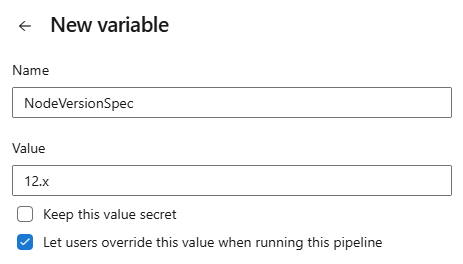 New variable
Name
NodeVersionSpec
Value
12.x
Keep this value secret
Let users override this value when running this pipeline